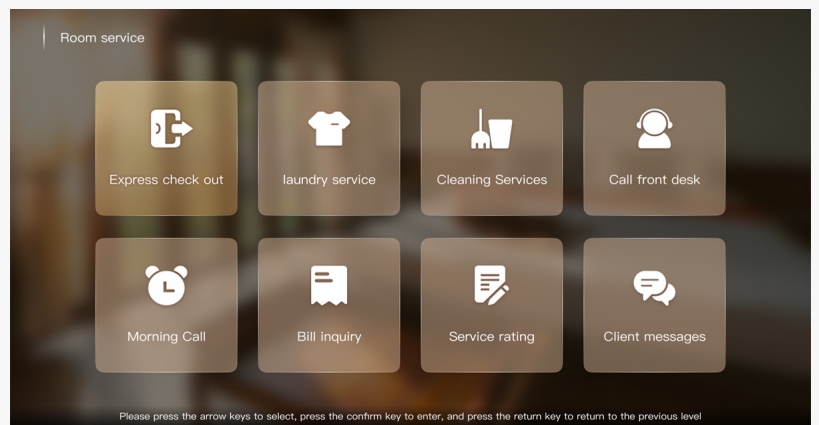 Room service
Express check out
laundry service
Cleaning Services
Call front desk
Morning Call
Bill inquiry
Service rating
Client messages
Please press the arrow keys to select, press the confirm key to enter, and press the return key to return to the previous level